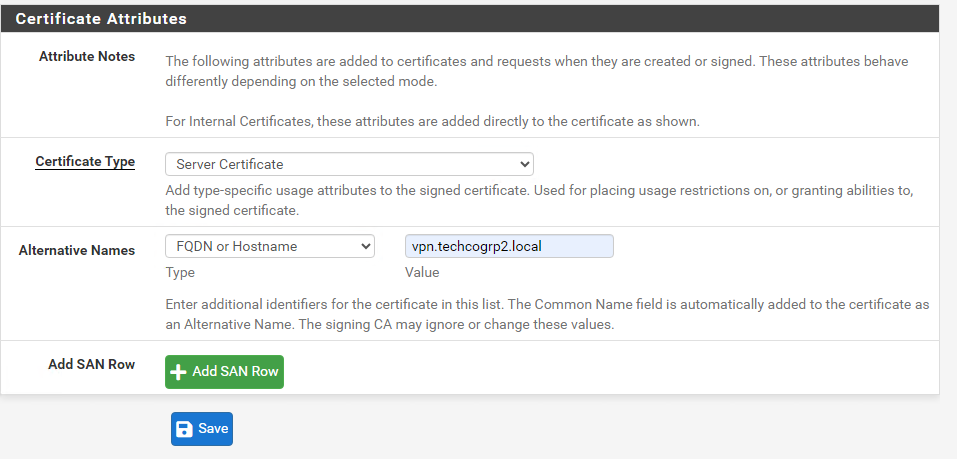 Certificate Attributes
Attribute Notes
The following attributes are added to certificates and requests when they are created or signed. These attributes behave
differently depending on the selected mode.
For Internal Certificates, these attributes are added directly to the certificate as shown.
Certificate Type
Server Certificate
Add type-specific usage attributes to the signed certificate. Used for placing usage restrictions on, or granting abilities to,
the signed certificate.
Alternative Names
FQDN or Hostname
vpn.techcogrp2.local
Type
Value
Enter additional identifiers for the certificate in this list. The Common Name field is automatically added to the certificate as
an Alternative Name. The signing CA may ignore or change these values.
Add SAN Row
Add SAN Row
Save